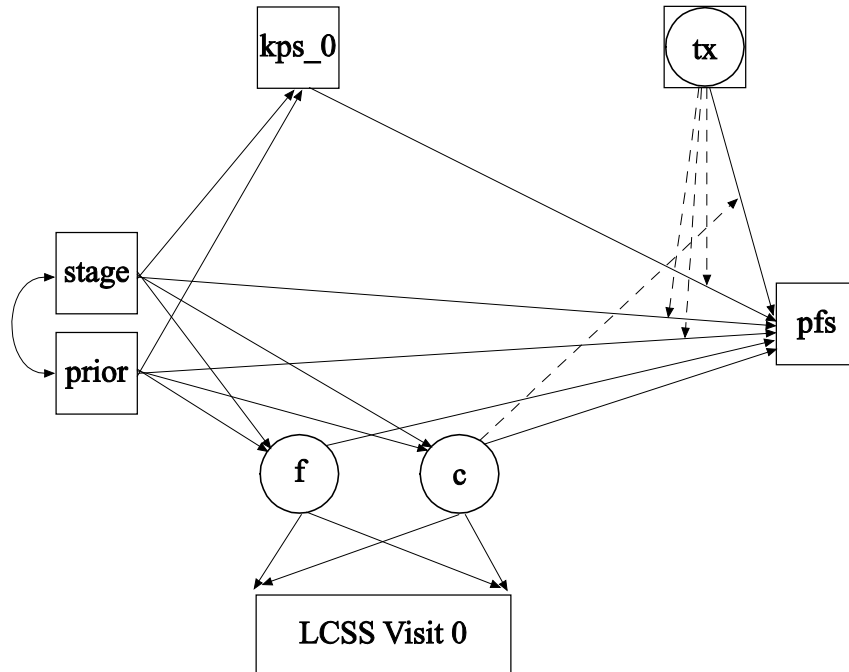 kps_0
tx
stage
pfs
prior
f
c
LCSS Visit 0